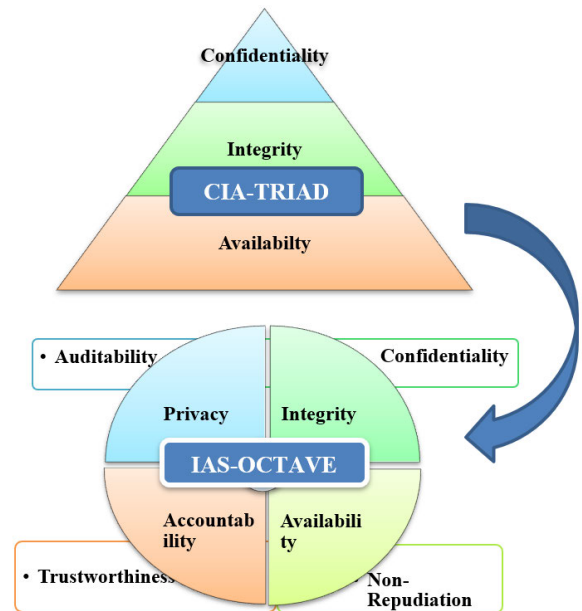 Confidentiality
Integrity
CIA-TRIAD
Availabilty
• Auditability
Confidentiality
Privacy
Integrity
IAS-OCTAVE
Accountab
ility
Availabili
ty
• Trustworthiness
• Non-
Repudiation